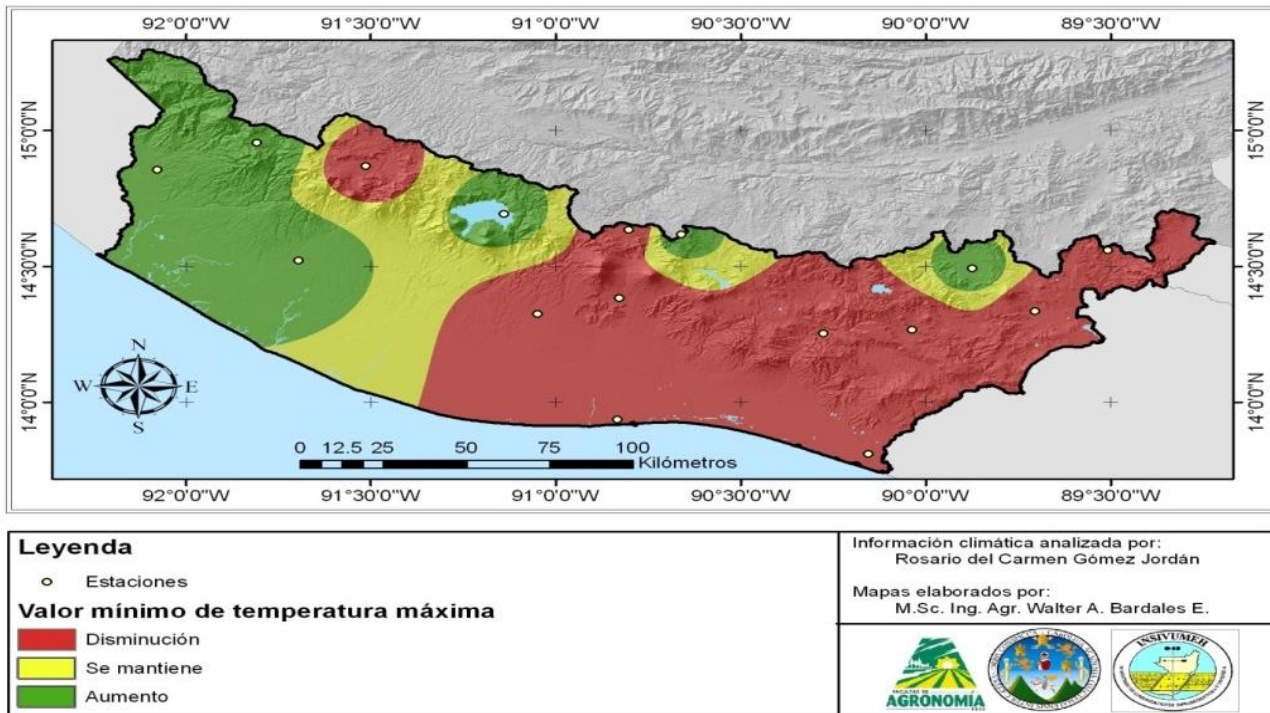 92°0'0"W 91°30'0"W 91°0'0"W 90°30'0"W 90°0'0"W 89°30'0"W
15°0'0"N 15°0'0"N
14°30'0"N 14°30'0"N
14°0'0"N 14°0'0"N
N
W E
S
0 12.5 25 50 75 100
Kilómetros
92°0'0"W 91°30'0"W 91°0'0"W 90°30'0"W 90°0'0"W 89°30'0"W
Leyenda
Estaciones
Valor mínimo de temperatura máxima
Disminución
Se mantiene
Aumento
Información climática analizada por:
Rosario del Carmen Gómez Jordán
Mapas elaborados por:
M.Sc. Ing. Agr. Walter A. Bardales E.
FACULTAD DE
AGRONOMIA
INSIVUMEH